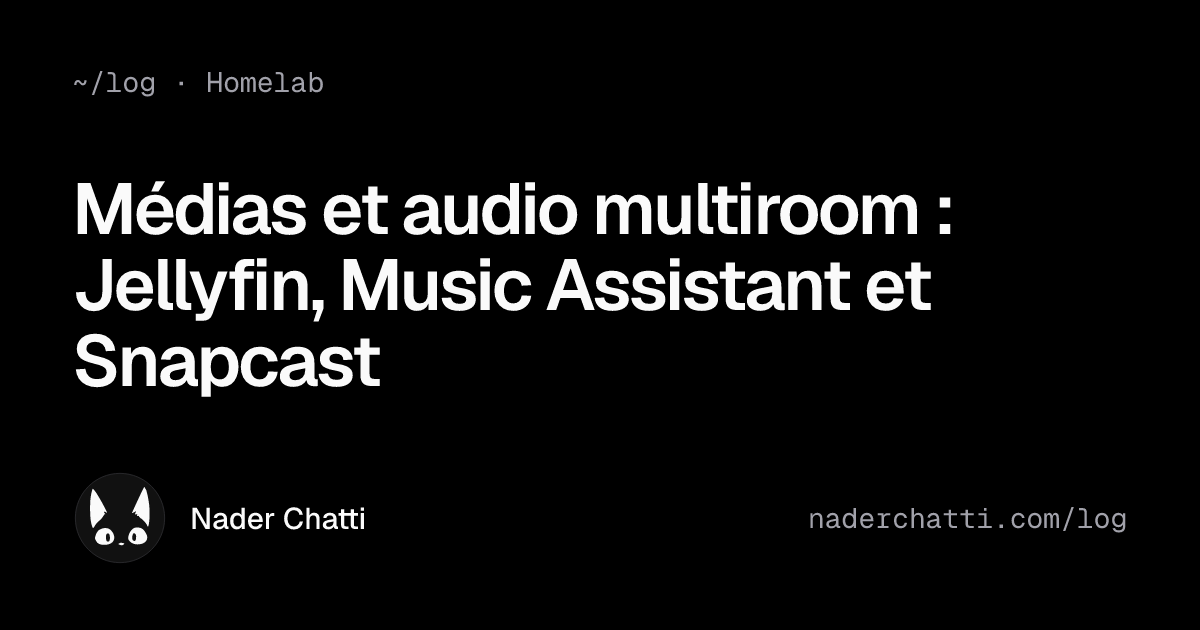 ~/log · Homelab
Médias et audio multiroom :
Jellyfin, Music Assistant et
Snapcast
Nader Chatti
naderchatti.com/log